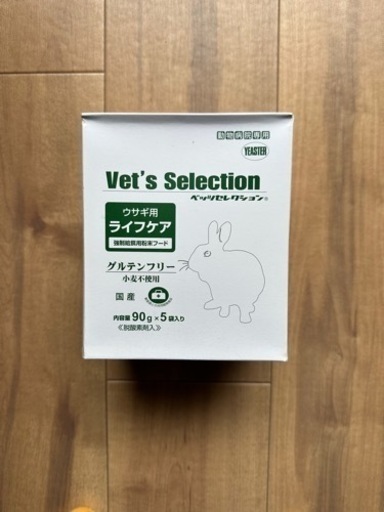 動物病院専用
YEASTER
Vet's Selection
ベッツセレクション®
ウサギ用
ライフケア
強制給餌用粉末フード
グルテンフリー
小麦不使用
国産
内容量90g×5袋入り
《脱酸素剤入》